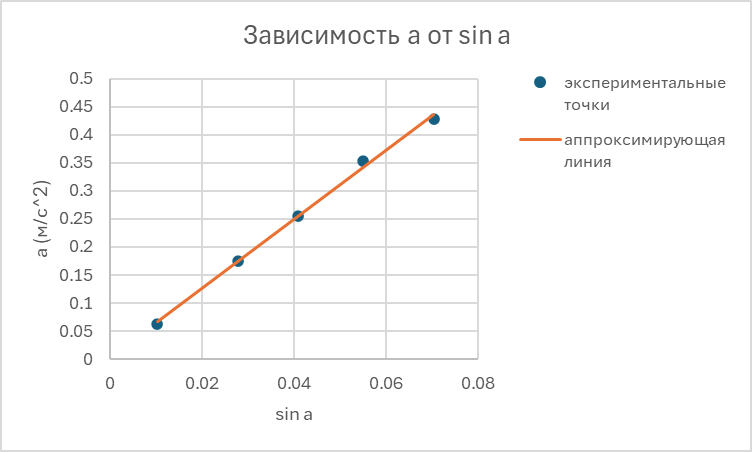 Зависимость а от sin a
0.5
0.45
0.4
0.35
0.3
0.25
0.2
0.15
0.1
0.05
0
а (м/с^2)
0
0.02
0.04
0.06
0.08
sin a
экспериментальные
точки
аппроксимирующая
линия